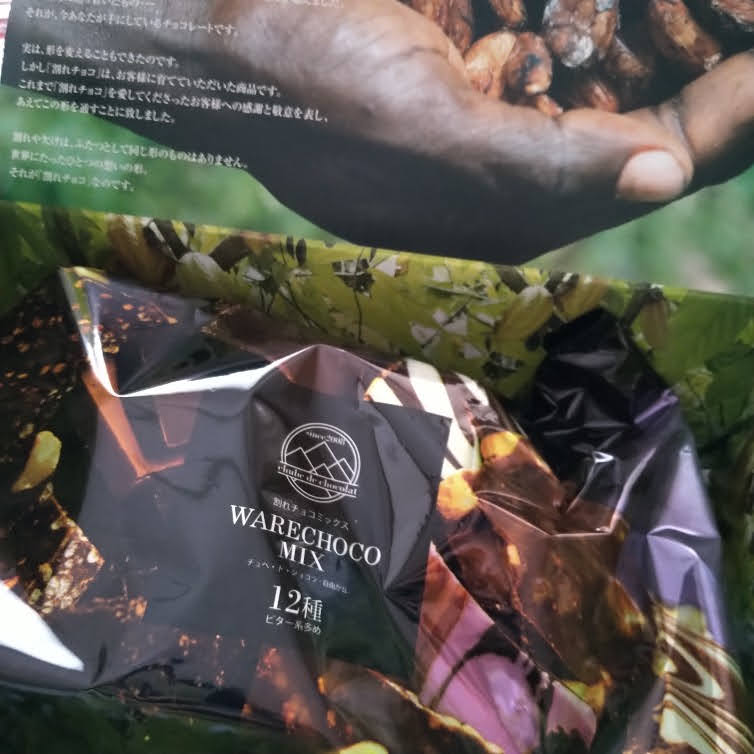 それが、今あなたが手にしているチョコレートです。
実は、形を変えることもできたのです。
しかし「割れチョコ」は、お客様に育てていただいた商品です。
これまで「割れチョコ」を愛してくださったお客様への感謝と敬意を表し、
あえてこの形を通すことに致しました。
割れや欠けは、ふたつとして同じ形のものはありません。
世界にたったひとつの想いの形。
それが「割れチョコ」なのです。
since2008
chube de chocolat
割れチョコミックス
WARECHOCO
MIX
チュベ・ド・ショコラ 自由が丘
12種
ビター系多め